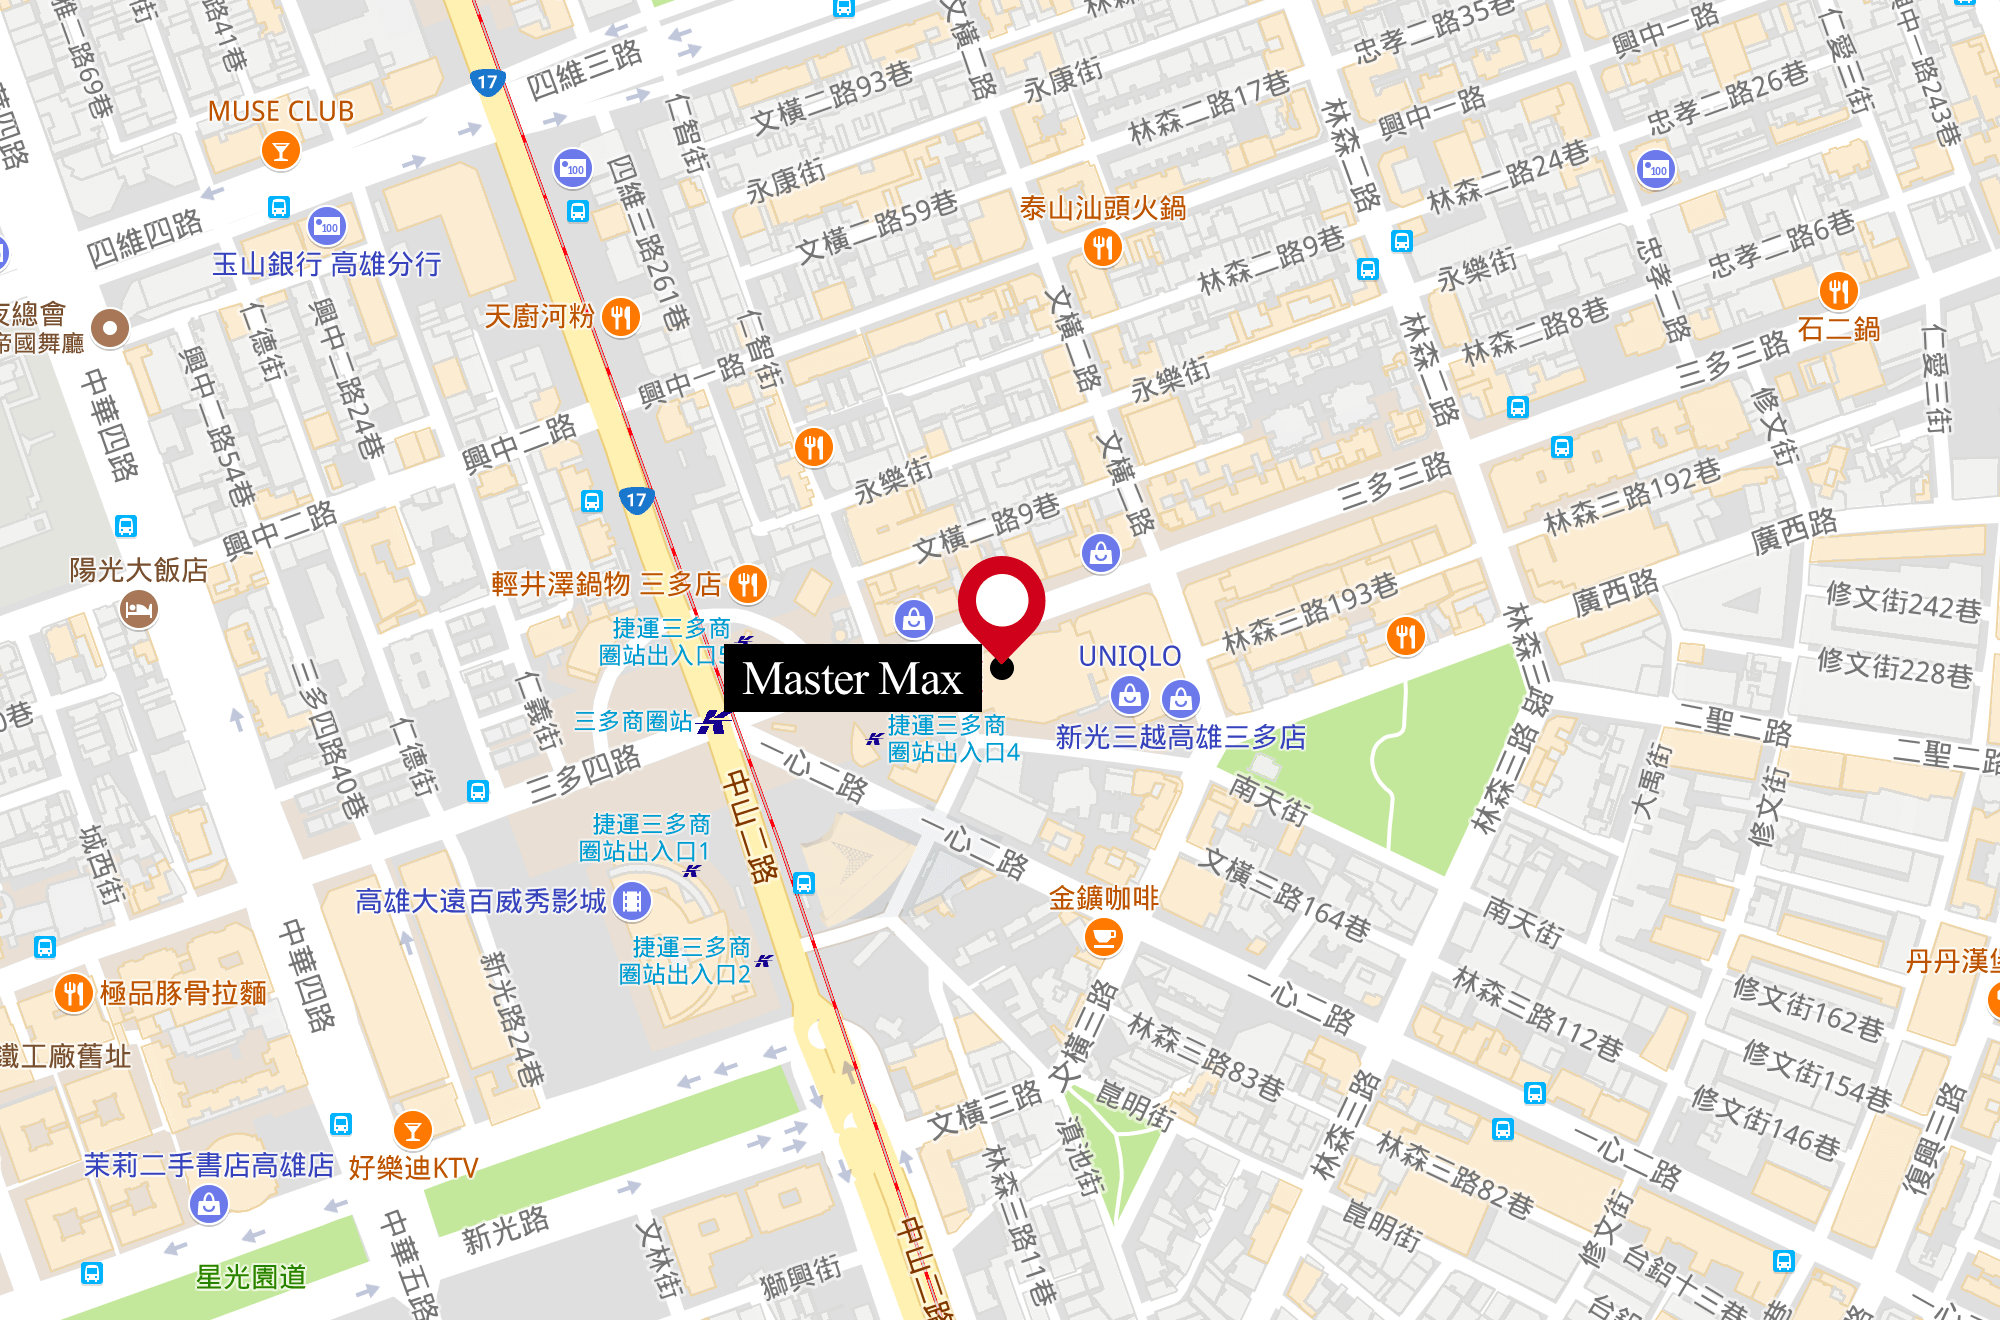 四維三路
仁智街
文橫二路93巷
文橫二路
永康街
林森二路17巷
忠孝二路35巷
興中一路
仁愛三街
忠孝二路26巷
MUSE CLUB
17
四維三路261巷
永康街
文橫二路59巷
泰山汕頭火鍋
林森二路
興中一路
林森二路24巷
100
100
100
四維四路
玉山銀行 高雄分行
林森二路9巷
永樂街
忠孝二路
忠孝二路6巷
石二鍋
天廚河粉
帝國舞廳
中華四路
興中二路54巷
仁德街
興中二路24巷
興中一路
仁智街
文橫二路
永樂街
林森二路
林森二路8巷
三多三路
修文街
仁愛三街
興中二路
興中二路
17
永樂街
文橫二路9巷
文橫二路
三多三路
林森三路192巷
廣西路
陽光大飯店
輕井澤鍋物 三多店
捷運三多商
圈站出入口5
Master Max
UNIQLO
林森三路193巷
廣西路
修文街242巷
修文街228巷
三多四路40巷
仁德街
仁義街
三多商圈站
三多四路
捷運三多商
圈站出入口4
新光三越高雄三多店
林森三路
二聖二路
二聖二路
一心二路
中山二路
南天街
林森三路
大禹街
修文街
城西街
捷運三多商
圈站出入口1
高雄大遠百威秀影城
一心二路
文橫三路164巷
金鑛咖啡
南天街
捷運三多商
圈站出入口2
中華四路
新光路24巷
極品豚骨拉麵
鐵工廠舊址
一心二路
林森三路112巷
修文街162巷
丹丹漢堡
文橫三路
林森三路83巷
崑明街
修文街154巷
修文街146巷
文橫三路
滇池街
林森三路
林森三路82巷
一心二路
復興三路
茉莉二手書店高雄店
好樂迪KTV
中華五路
新光路
星光園道
文林街
獅興街
中山二路
林森三路11巷
崑明街
修文街
台鋁十三巷